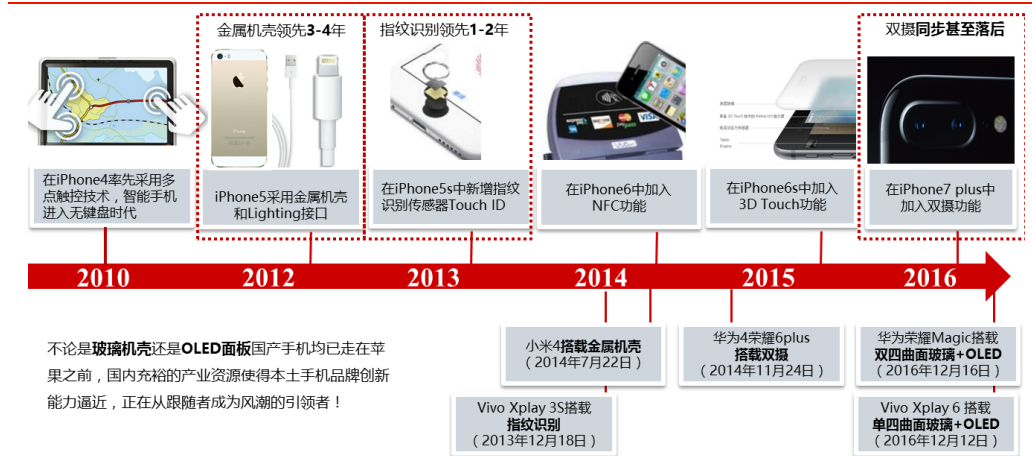 金属机壳领先3-4年
指纹识别领先1-2年
双摄同步甚至落后
在iPhone4率先采用多
点触控技术，智能手机
进入无键盘时代
iPhone5采用金属机壳
和Lighting接口
在iPhone5s中新增指纹
识别传感器Touch ID
在iPhone6中加入
NFC功能
在iPhone6s中加入
3D Touch功能
在iPhone7 plus中
加入双摄功能
2010
2012
2013
2014
2015
2016
不论是玻璃机壳还是OLED面板国产手机均已走在苹
果之前，国内充裕的产业资源使得本土手机品牌创新
能力逼近，正在从跟随者成为风潮的引领者！
小米4搭载金属机壳
（2014年7月22日）
华为4荣耀6plus
搭载双摄
（2014年11月24日）
华为荣耀Magic搭载
双四曲面玻璃+OLED
（2016年12月16日）
Vivo Xplay 3S搭载
指纹识别
（2013年12月18日）
Vivo Xplay 6 搭载
单四曲面玻璃+OLED
（2016年12月12日）
iPhone
VISA
Taptic
Engine